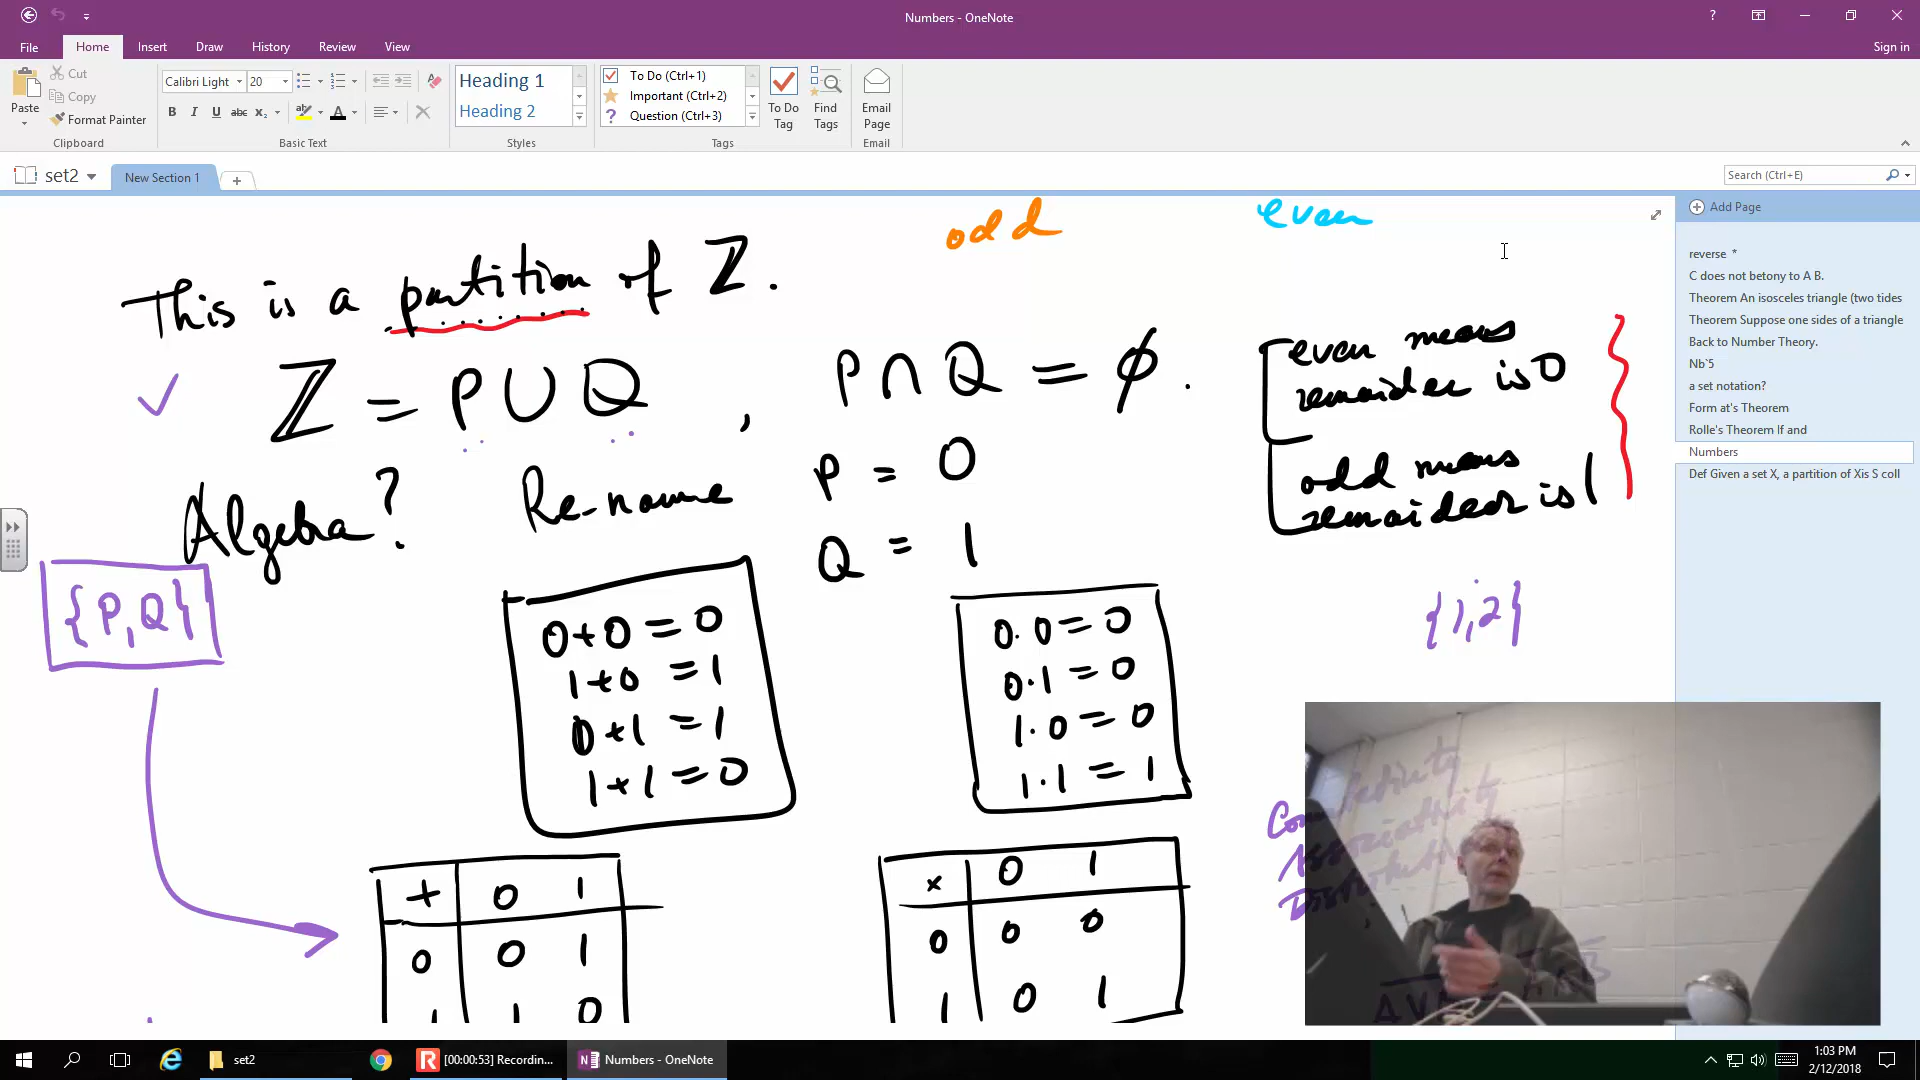 Numbers - OneNote
File Home Insert Draw History Review View Sign in
Paste
Cut
Copy
Format Painter
Clipboard
Calibri Light 20
B I U abc X₂ A
Basic Text
Heading 1
Heading 2
Styles
To Do (Ctrl+1)
Important (Ctrl+2)
Question (Ctrl+3)
Tags
To Do Tag
Find Tags
Email Page
Email
set2
New Section 1
Search (Ctrl+E)
Add Page
reverse *
C does not betony to A B.
Theorem An isosceles triangle (two tides
Theorem Suppose one sides of a triangle
Back to Number Theory.
Nb`5
a set notation?
Form at's Theorem
Rolle's Theorem If and
Numbers
Def Given a set X, a partition of Xis S coll
odd even
This is a partition of ℤ.
ℤ = P ∪ Q , P ∩ Q = ∅ .
even means
remaider is 0
odd means
remaideer is 1
Algebra? Re-name P = 0
Q = 1
{P,Q}
{1,2}
0+0 = 0
1+0 = 1
0+1 = 1
1+1 = 0
0·0 = 0
0·1 = 0
1·0 = 0
1·1 = 1
+ 0 1
0 0 1
1 1 0
× 0 1
0 0 0
1 0 1
set2
[00:00:53] Recordin...
Numbers - OneNote
1:03 PM
2/12/2018